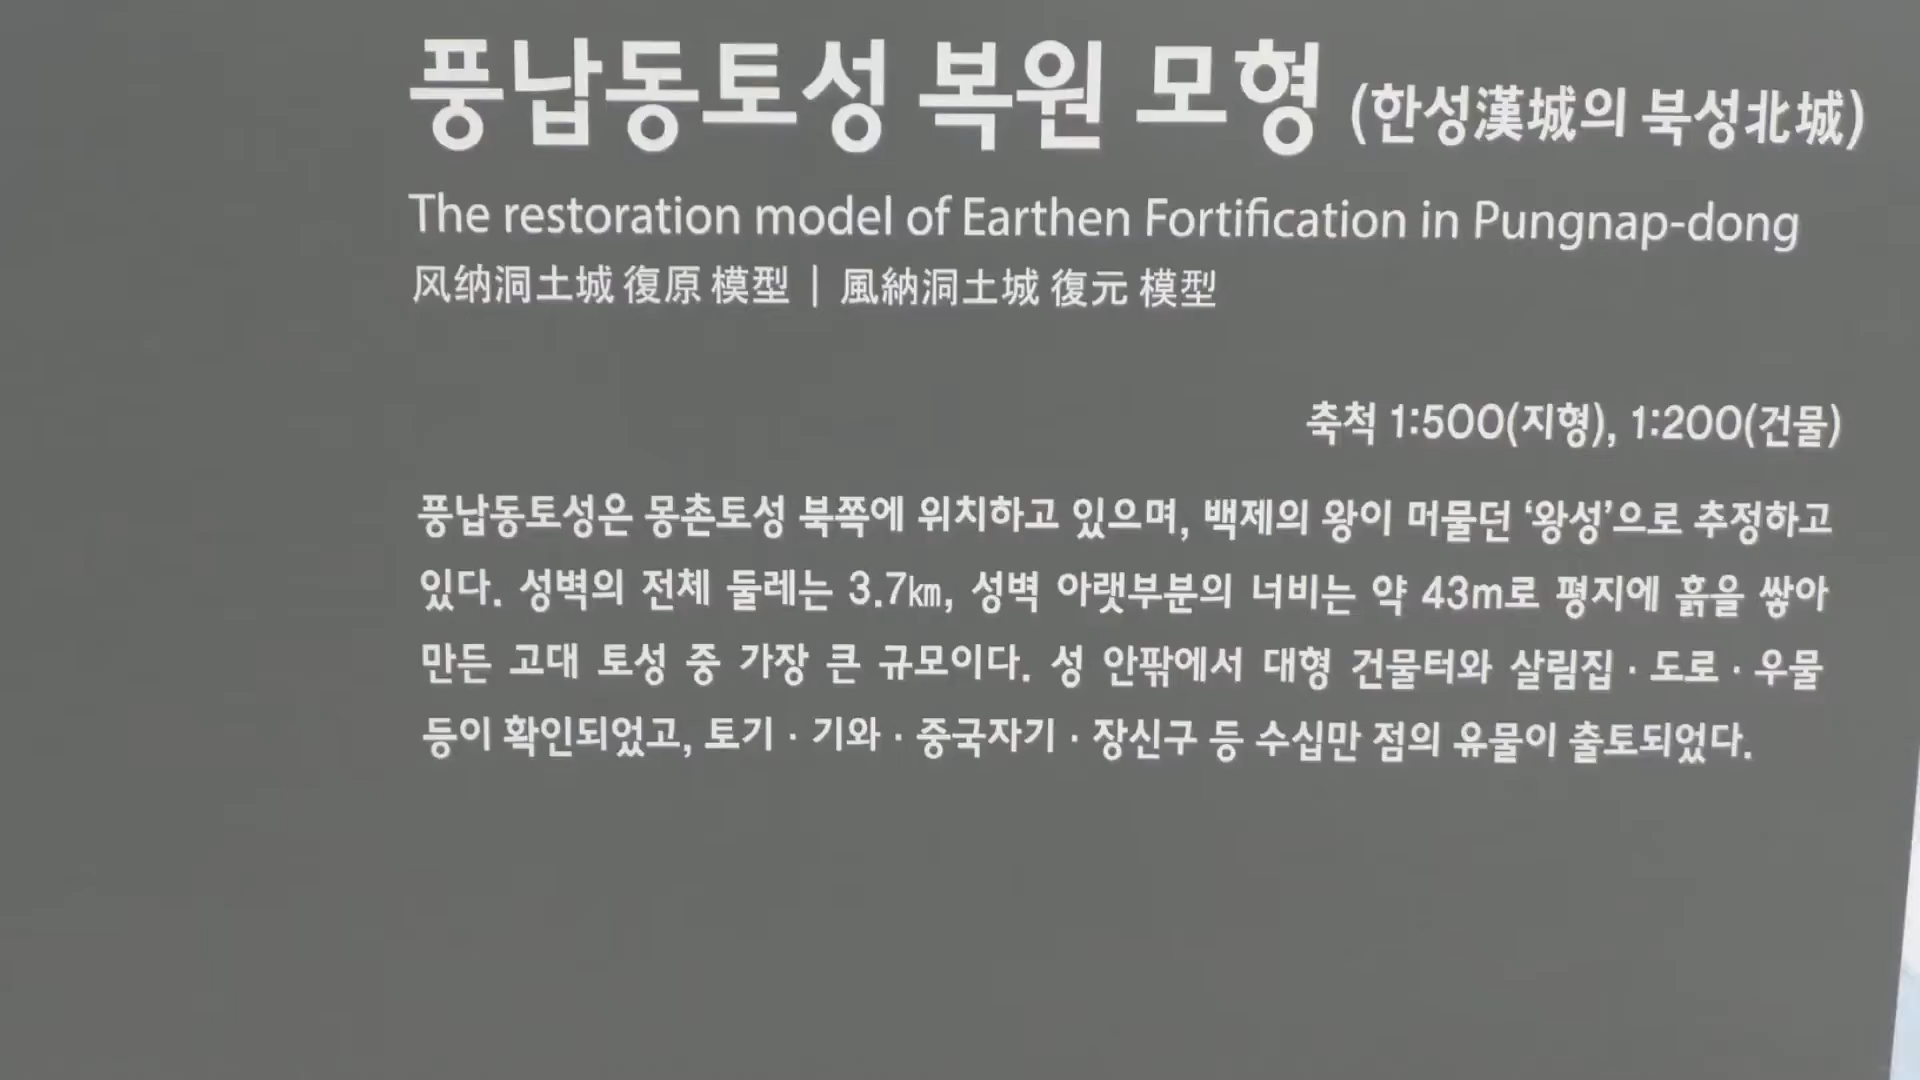 풍납동토성 복원 모형 (한성漢城의 북성北城)
The restoration model of Earthen Fortification in Pungnap-dong
风纳洞土城 復原 模型 | 風納洞土城 復元 模型
축척 1:500(지형), 1:200(건물)
풍납동토성은 몽촌토성 북쪽에 위치하고 있으며, 백제의 왕이 머물던 ‘왕성’으로 추정하고
있다. 성벽의 전체 둘레는 3.7㎞, 성벽 아랫부분의 너비는 약 43m로 평지에 흙을 쌓아
만든 고대 토성 중 가장 큰 규모이다. 성 안팎에서 대형 건물터와 살림집 · 도로 · 우물
등이 확인되었고, 토기 · 기와 · 중국자기 · 장신구 등 수십만 점의 유물이 출토되었다.